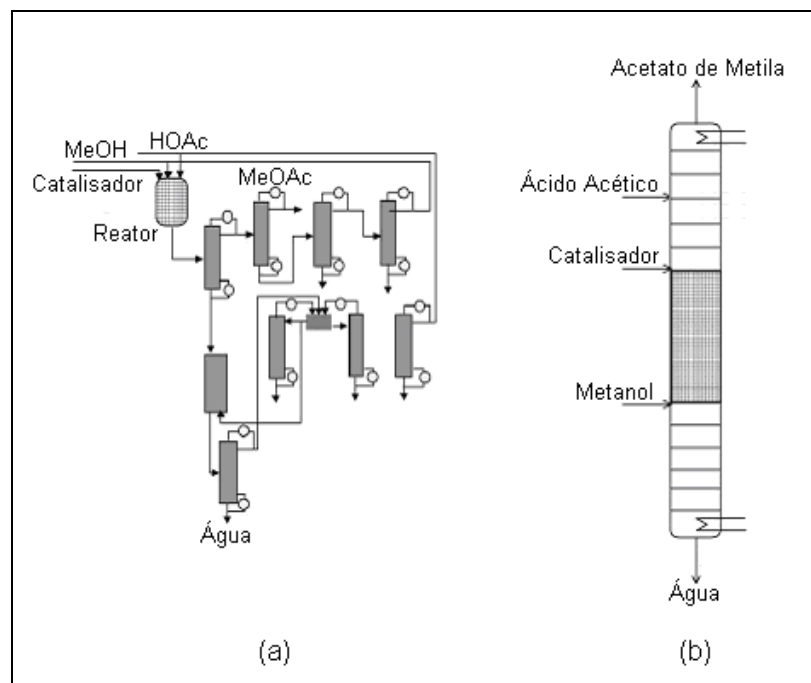 HOAc
MeOH
Catalisador
MeOAc
Reator
Água
(a)
Acetato de Metila
Ácido Acético
Catalisador
Metanol
Água
(b)